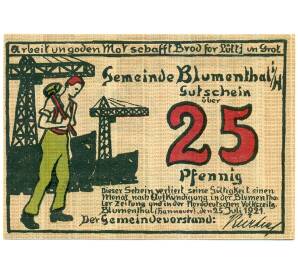 Arbeit un goden Mot schafft Brod for Lüttj un Grot
Gemeinde Blumenthal i/H
Gutschein
über
25
Pfennig
Dieser Schein verliert seine Gültigkeit einen
Monat nach Aufkündigung in der Blumentha-
ler Zeitung und in der Norddeutschen Volkszeitg.
Blumenthal (Hannover), den 25. Juli 1921.
Der Gemeindevorstand: